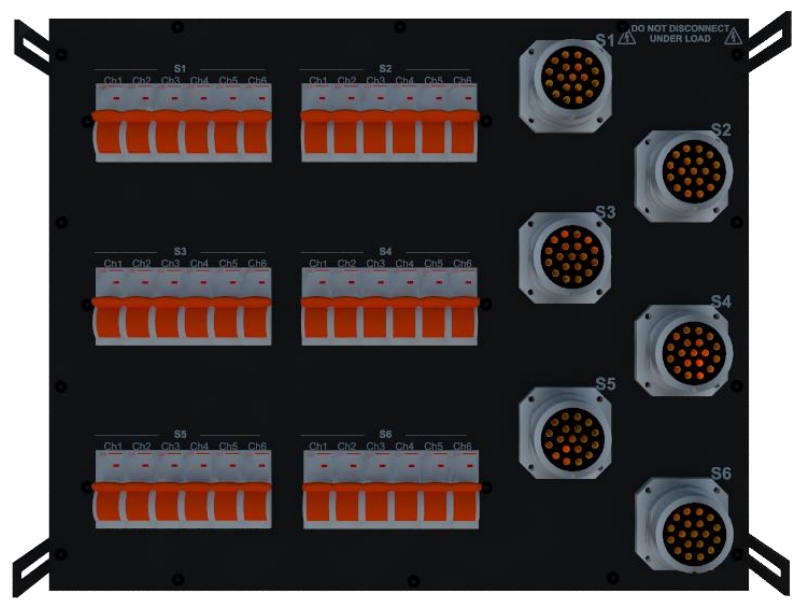 DO NOT DISCONNECT
UNDER LOAD
S1
S2
S1
Ch1 Ch2 Ch3 Ch4 Ch5 Ch6
Ch1 Ch2 Ch3 Ch4 Ch5 Ch6
S2
S3
S3
S4
Ch1 Ch2 Ch3 Ch4 Ch5 Ch6
Ch1 Ch2 Ch3 Ch4 Ch5 Ch6
S4
S5
S5
S6
Ch1 Ch2 Ch3 Ch4 Ch5 Ch6
Ch1 Ch2 Ch3 Ch4 Ch5 Ch6
S6